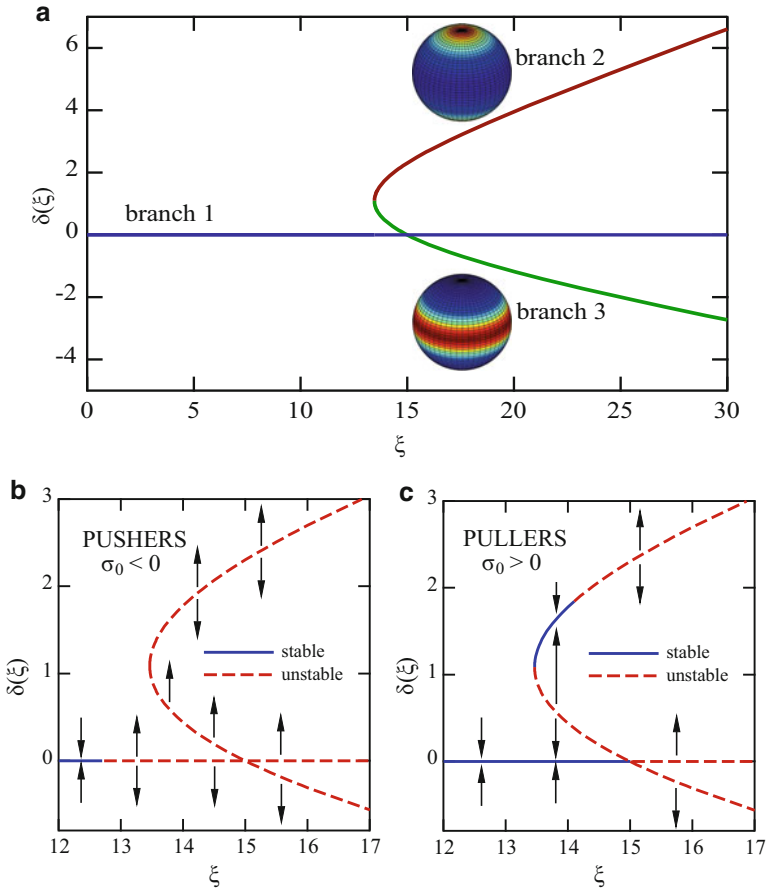 a
6
4
2
0
-2
-4
δ(ξ)
branch 1
branch 2
branch 3
0 5 10 15 20 25 30
ξ
b
3
2
1
0
δ(ξ)
PUSHERS
σ0 < 0
stable
unstable
12 13 14 15 16 17
ξ
c
3
2
1
0
δ(ξ)
PULLERS
σ0 > 0
stable
unstable
12 13 14 15 16 17
ξ